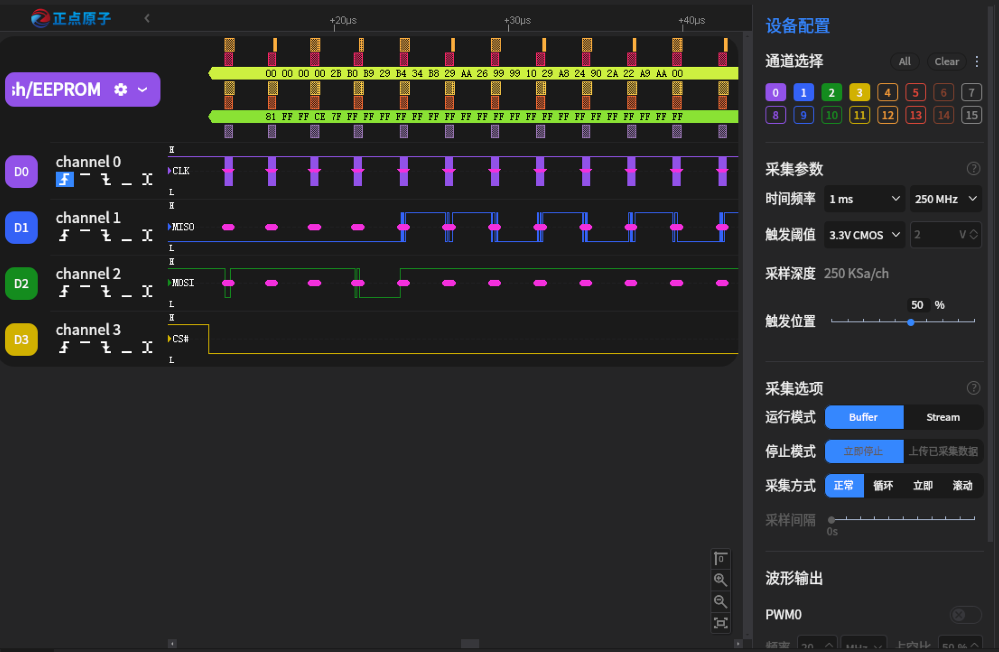 正点原子
+20µs +30µs +40µs
sh/EEPROM
00 00 00 00 2B B0 B9 29 B4 34 B8 29 AA 26 99 99 10 29 A8 24 90 2A 22 A9 AA 00
81 FF FF CE 7F FF FF FF FF FF FF FF FF FF FF FF FF FF FF FF FF FF FF FF FF FF
D0 channel 0 H CLK L
D1 channel 1 H MISO L
D2 channel 2 H MOSI L
D3 channel 3 H CS# L
设备配置
通道选择 All Clear
0 1 2 3 4 5 6 7
8 9 10 11 12 13 14 15
采集参数 ?
时间频率 1 ms 250 MHz
触发阈值 3.3V CMOS 2 V
采样深度 250 KSa/ch
50 %
触发位置
采集选项 ?
运行模式 Buffer Stream
停止模式 立即停止 上传已采集数据
采集方式 正常 循环 立即 滚动
采样间隔
0s
波形输出
PWM0
频率 20 MHz 占空比 50 %